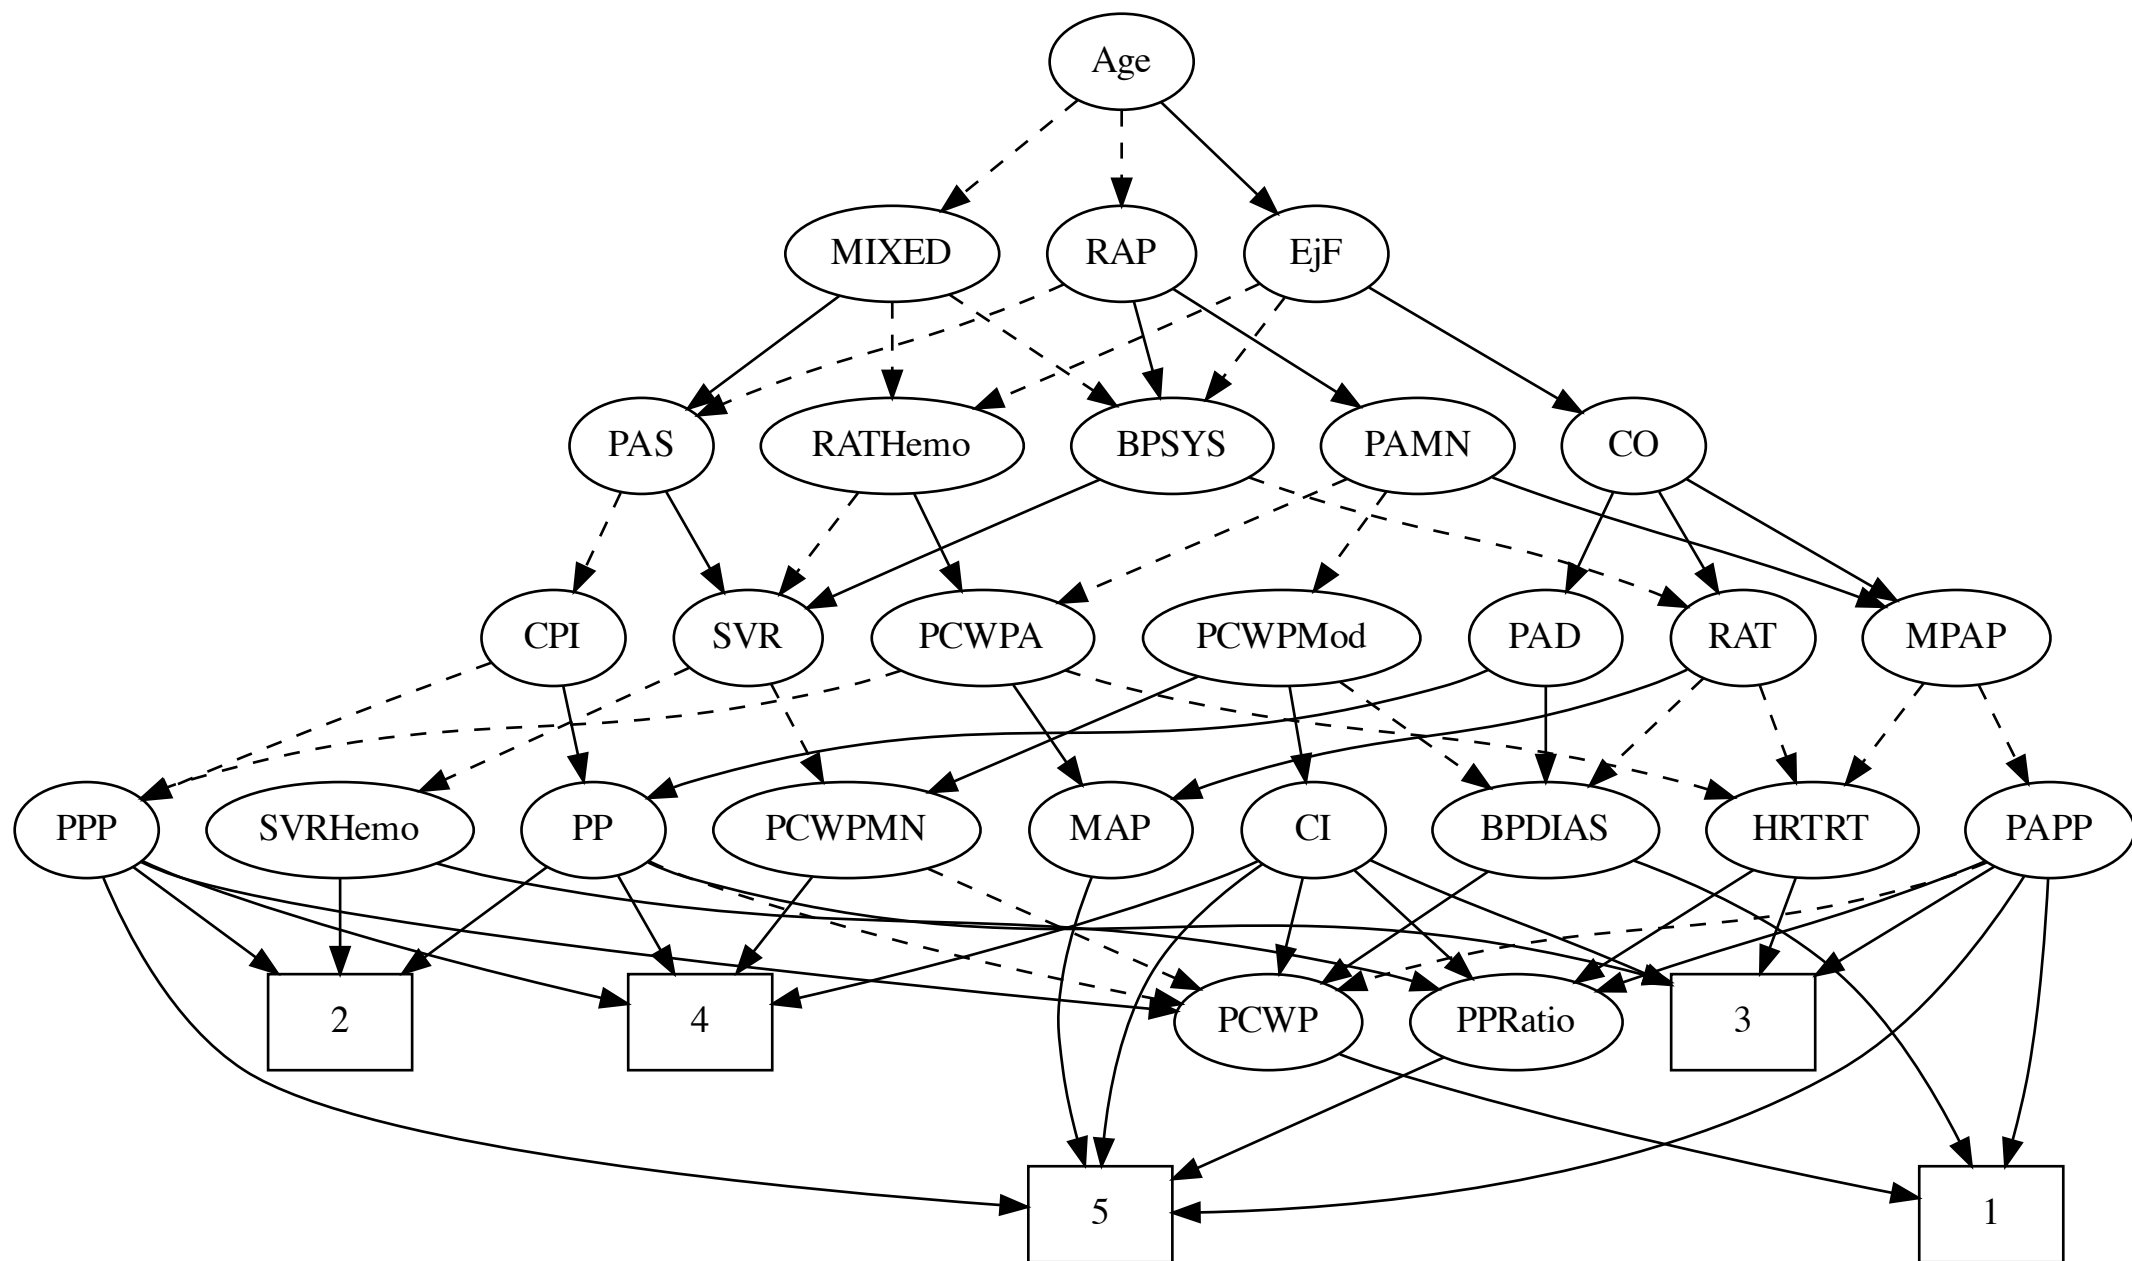 Age
MIXED
RAP
EjF
PAS
RATHemo
BPSYS
PAMN
CO
CPI
SVR
PCWPA
PCWPMod
PAD
RAT
MPAP
PPP
SVRHemo
PP
PCWPMN
MAP
CI
BPDIAS
HRTRT
PAPP
2
4
PCWP
PPRatio
3
5
1